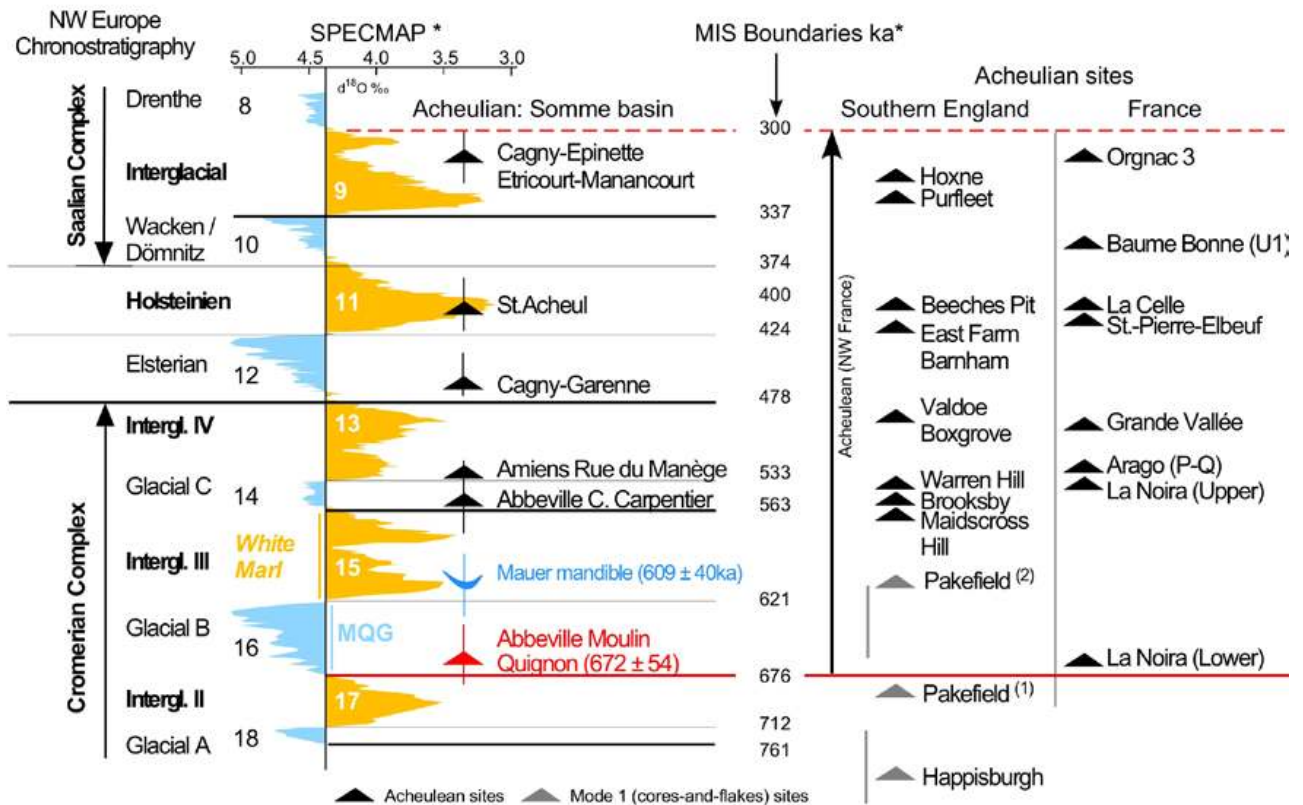 NW Europe
Chronostratigraphy
SPECMAP *
MIS Boundaries ka*
5.0 4.5 4.0 3.5 3.0
d18O ‰
Acheulian sites
Acheulian: Somme basin
Southern England
France
Saalian Complex
Drenthe
8
300
Interglacial
9
Cagny-Epinette
Etricourt-Manancourt
Orgnac 3
Hoxne
Purfleet
337
Wacken /
Dömnitz
10
Baume Bonne (U1)
374
Holsteinien
11
St.Acheul
400
424
Beeches Pit
East Farm
Barnham
La Celle
St.-Pierre-Elbeuf
Acheulean (NW France)
Elsterian
12
Cagny-Garenne
478
Cromerian Complex
Intergl. IV
13
Valdoe
Boxgrove
Grande Vallée
Amiens Rue du Manège
533
Arago (P-Q)
Glacial C
14
Abbeville C. Carpentier
563
Warren Hill
Brooksby
Maidscross
Hill
La Noira (Upper)
Intergl. III
White
Marl
15
Mauer mandible (609 ± 40ka)
Pakefield (2)
621
Glacial B
16
MQG
Abbeville Moulin
Quignon (672 ± 54)
La Noira (Lower)
676
Intergl. II
17
Pakefield (1)
712
Glacial A
18
761
Happisburgh
Acheulean sites
Mode 1 (cores-and-flakes) sites